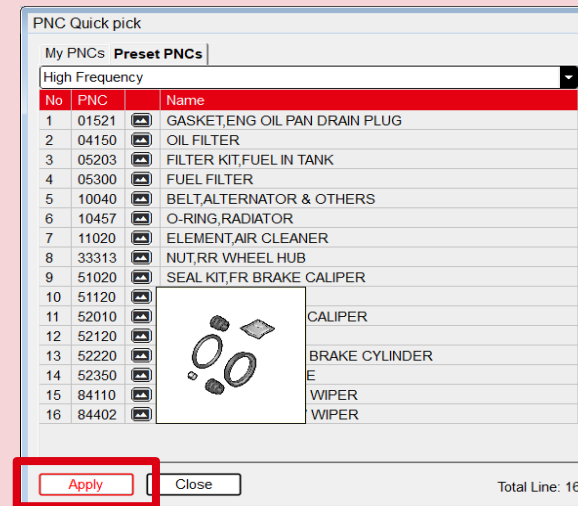 PNC Quick pick
My PNCs Preset PNCs
High Frequency
No PNC Name
1 01521 GASKET,ENG OIL PAN DRAIN PLUG
2 04150 OIL FILTER
3 05203 FILTER KIT,FUEL IN TANK
4 05300 FUEL FILTER
5 10040 BELT,ALTERNATOR & OTHERS
6 10457 O-RING,RADIATOR
7 11020 ELEMENT,AIR CLEANER
8 33313 NUT,RR WHEEL HUB
9 51020 SEAL KIT,FR BRAKE CALIPER
10 51120
11 52010 CALIPER
12 52120
13 52220 BRAKE CYLINDER
14 52350 E
15 84110 WIPER
16 84402 WIPER
Apply Close Total Line: 16